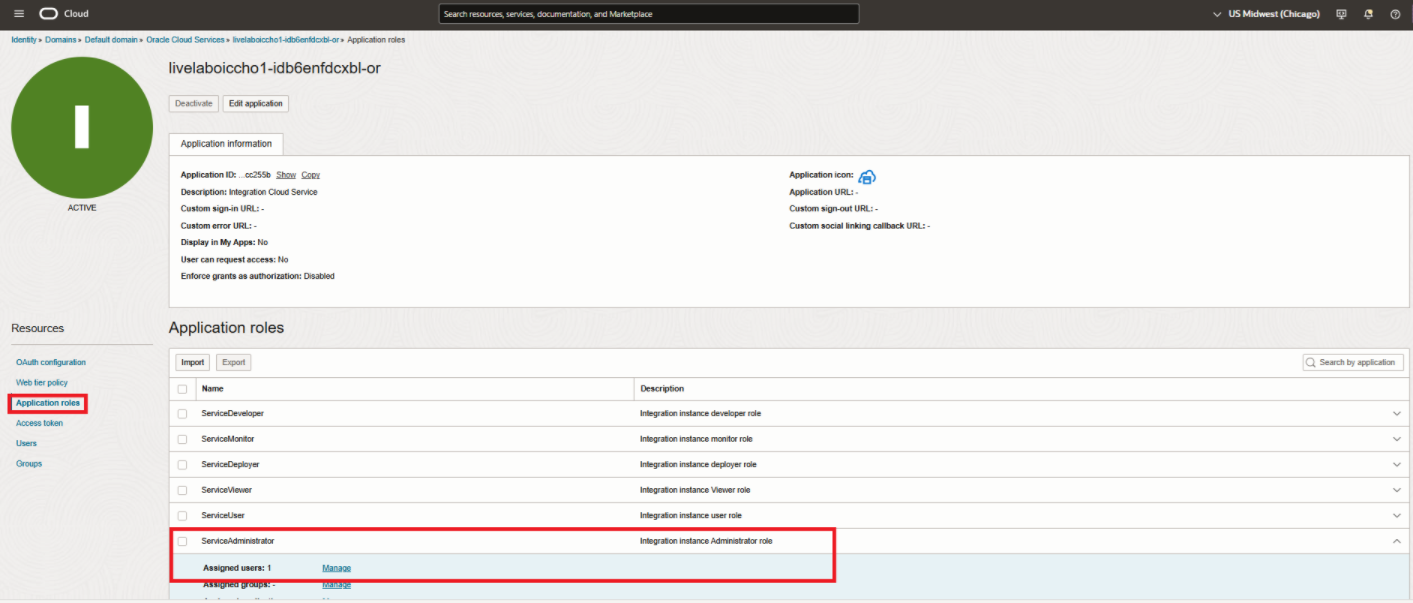 Cloud
Search resources, services, documentation, and Marketplace
US Midwest (Chicago)
Identity » Domains » Default domain » Oracle Cloud Services » livelaboiccho1-idb6enfdcxbl-or » Application roles
I
ACTIVE
livelaboiccho1-idb6enfdcxbl-or
Deactivate Edit application
Application information
Application ID: ...cc255b Show Copy
Description: Integration Cloud Service
Custom sign-in URL: -
Custom error URL: -
Display in My Apps: No
User can request access: No
Enforce grants as authorization: Disabled
Application icon:
Application URL: -
Custom sign-out URL: -
Custom social linking callback URL: -
Resources
OAuth configuration
Web tier policy
Application roles
Access token
Users
Groups
Application roles
Import Export Search by application
Name Description
ServiceDeveloper Integration instance developer role
ServiceMonitor Integration instance monitor role
ServiceDeployer Integration instance deployer role
ServiceViewer Integration instance Viewer role
ServiceUser Integration instance user role
ServiceAdministrator Integration instance Administrator role
Assigned users: 1 Manage
Assigned groups: - Manage